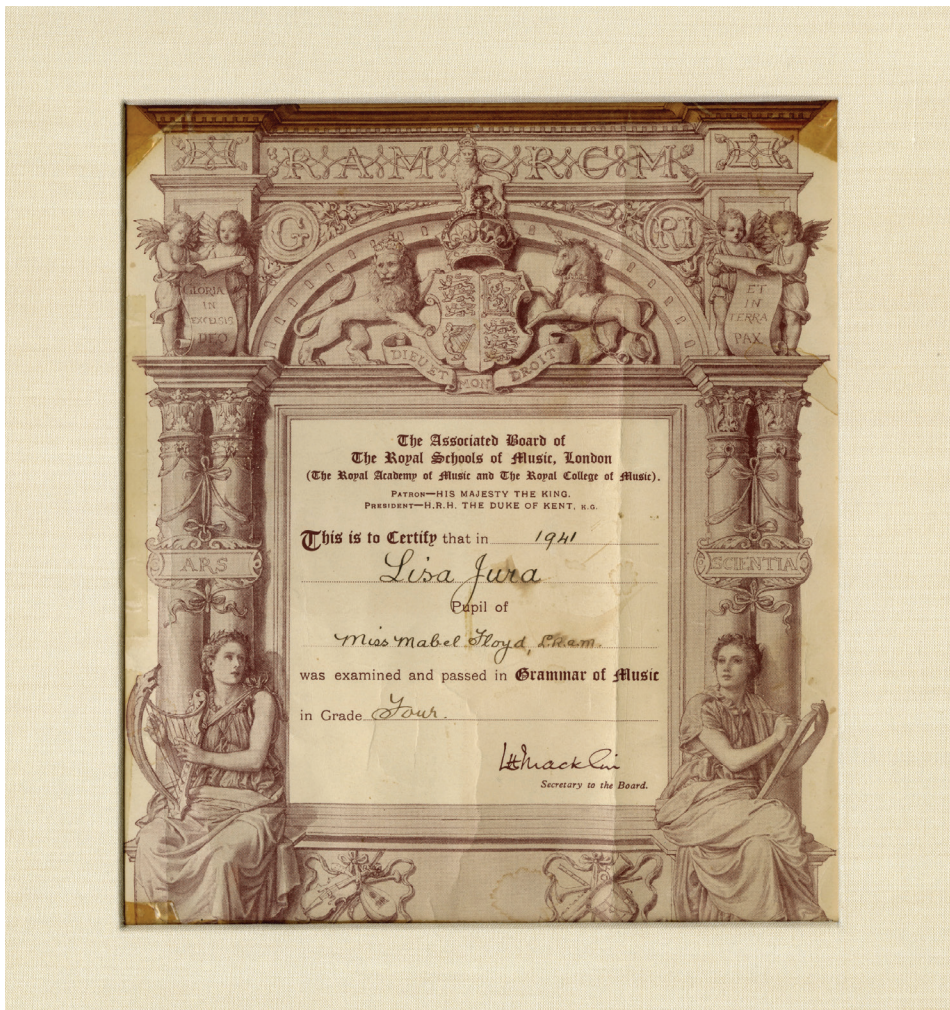 R·A·M R·C·M
G RI
GLORIA
IN
EXCELSIS
DEO
ET
IN
TERRA
PAX
DIEU ET MON DROIT
The Associated Board of
The Royal Schools of Music, London
(The Royal Academy of Music and The Royal College of Music).
PATRON—HIS MAJESTY THE KING.
PRESIDENT—H.R.H. THE DUKE OF KENT, K.G.
This is to Certify that in 1941
Lisa Jura
Pupil of
Miss Mabel Floyd, L.R.A.M.
was examined and passed in Grammar of Music
in Grade Four.
ARS
SCIENTIA
LHMacklin
Secretary to the Board.